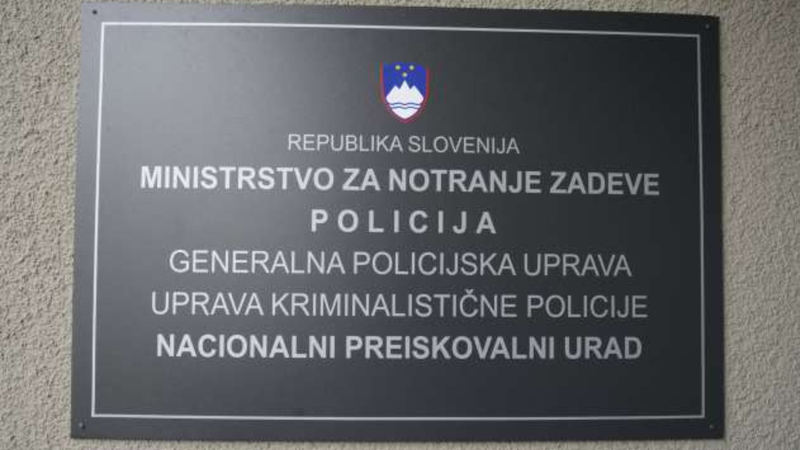 REPUBLIKA SLOVENIJA
MINISTRSTVO ZA NOTRANJE ZADEVE
POLICIJA
GENERALNA POLICIJSKA UPRAVA
UPRAVA KRIMINALISTIČNE POLICIJE
NACIONALNI PREISKOVALNI URAD